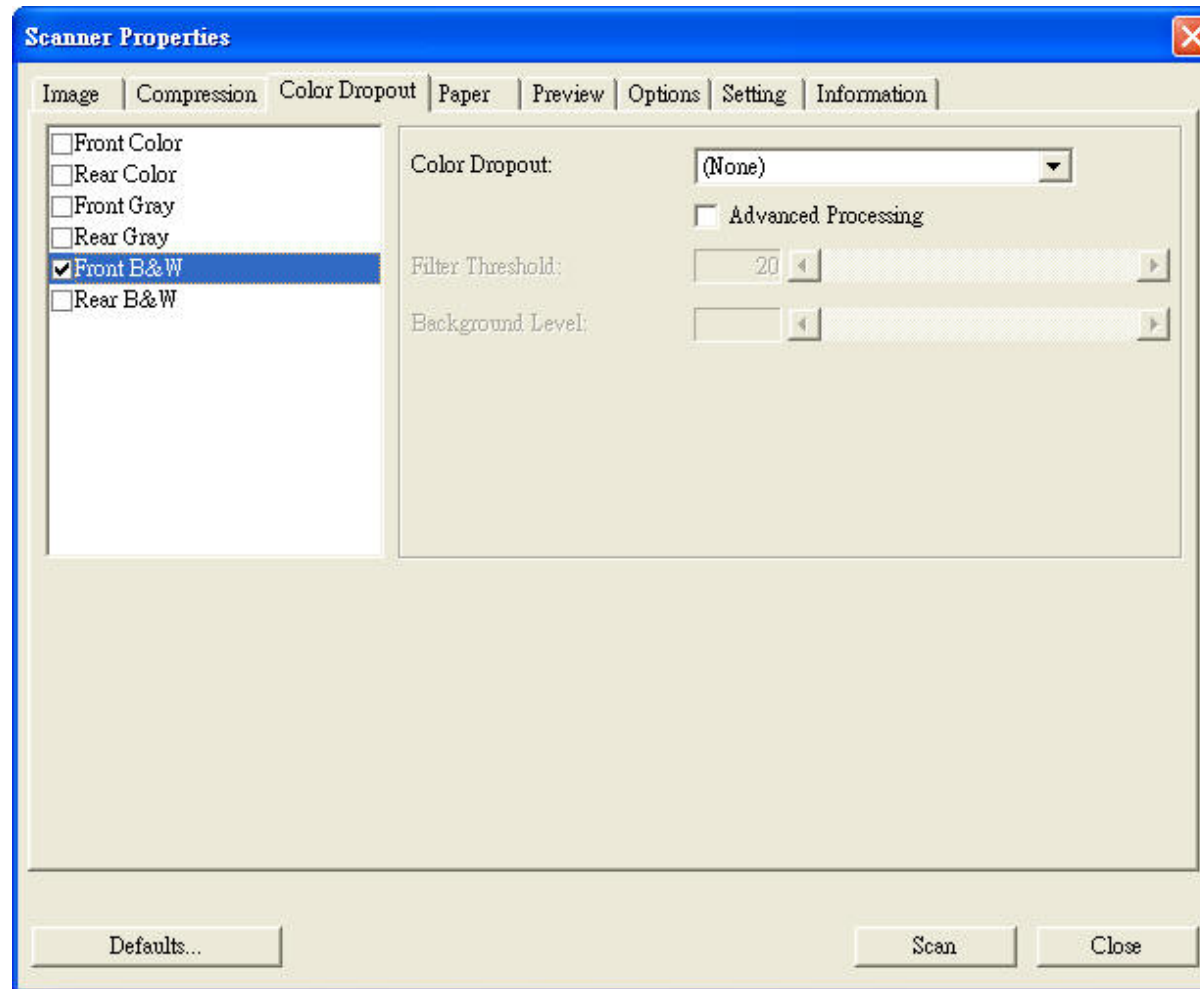 Scanner Properties
Image Compression Color Dropout Paper Preview Options Setting Information
Front Color
Rear Color
Front Gray
Rear Gray
Front B&W
Rear B&W
Color Dropout: (None)
Advanced Processing
Filter Threshold: 20
Background Level:
Defaults... Scan Close